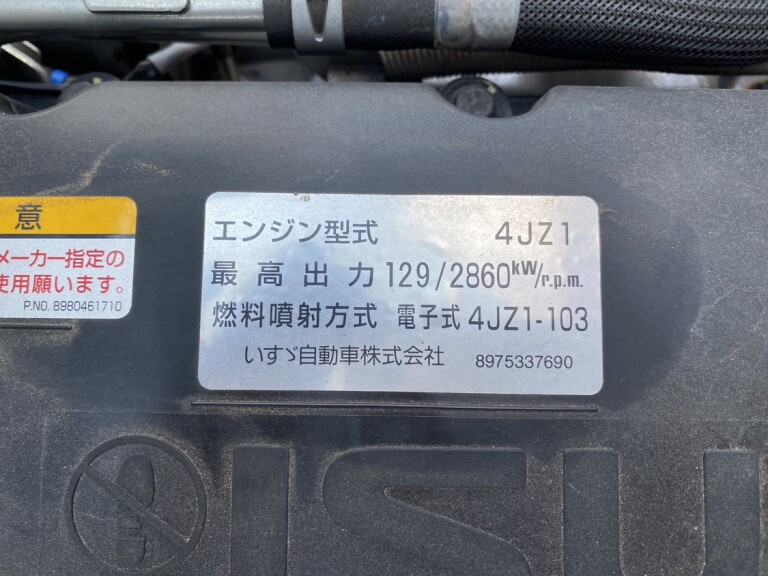 意
メーカー指定の
使用願います。
P.NO. 8980461710
エンジン型式 4JZ1
最高出力 129/2860kW/r.p.m.
燃料噴射方式 電子式 4JZ1-103
いすゞ自動車株式会社 8975337690
ISU